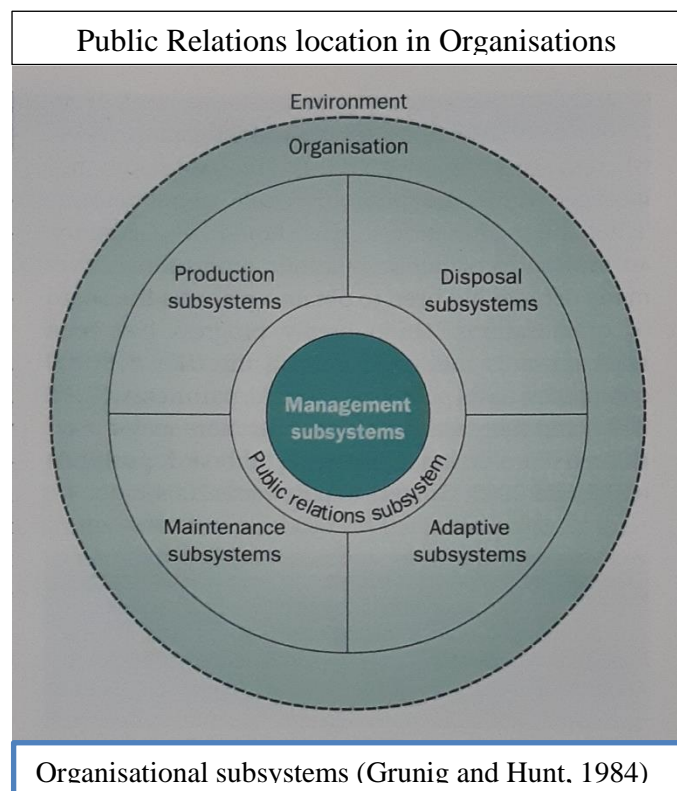 Public Relations location in Organisations
Environment
Organisation
Production
subsystems
Disposal
subsystems
Management
subsystems
Public relations subsystem
Maintenance
subsystems
Adaptive
subsystems
Organisational subsystems (Grunig and Hunt, 1984)